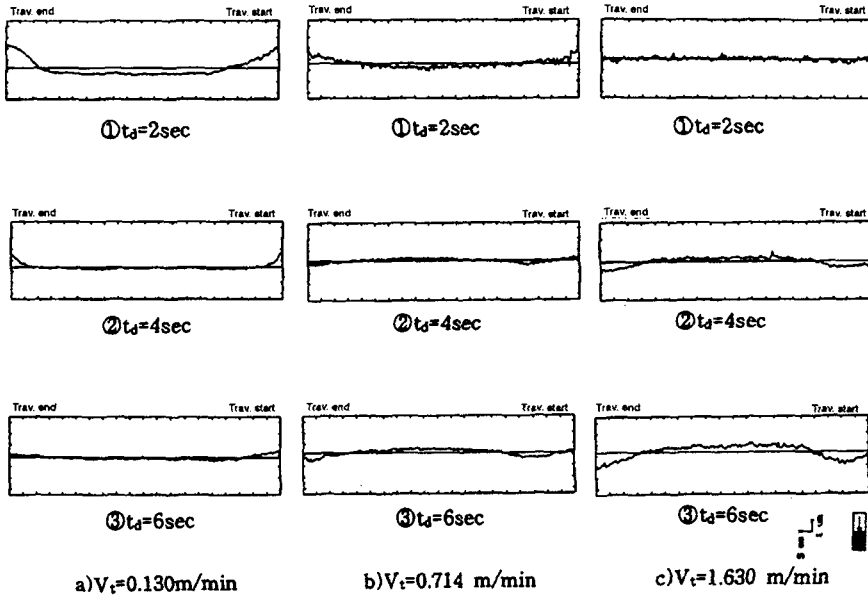 Trav. end Trav. start Trav. end Trav. start Trav. end Trav. start
①td=2sec ①td=2sec ①td=2sec
Trav. end Trav. start Trav. end Trav. start Trav. end Trav. start
②td=4sec ②td=4sec ②td=4sec
Trav. end Trav. start Trav. end Trav. start Trav. end Trav. start
③td=6sec ③td=6sec ③td=6sec
a)Vt=0.130m/min b)Vt=0.714 m/min c)Vt=1.630 m/min